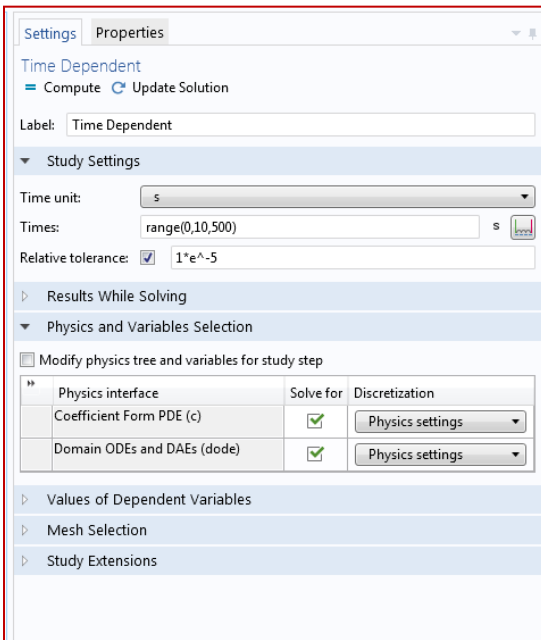 Settings Properties
Time Dependent
= Compute Update Solution
Label: Time Dependent
Study Settings
Time unit: s
Times: range(0,10,500) s
Relative tolerance: 1*e^-5
Results While Solving
Physics and Variables Selection
Modify physics tree and variables for study step
Physics interface Solve for Discretization
Coefficient Form PDE (c) Physics settings
Domain ODEs and DAEs (dode) Physics settings
Values of Dependent Variables
Mesh Selection
Study Extensions